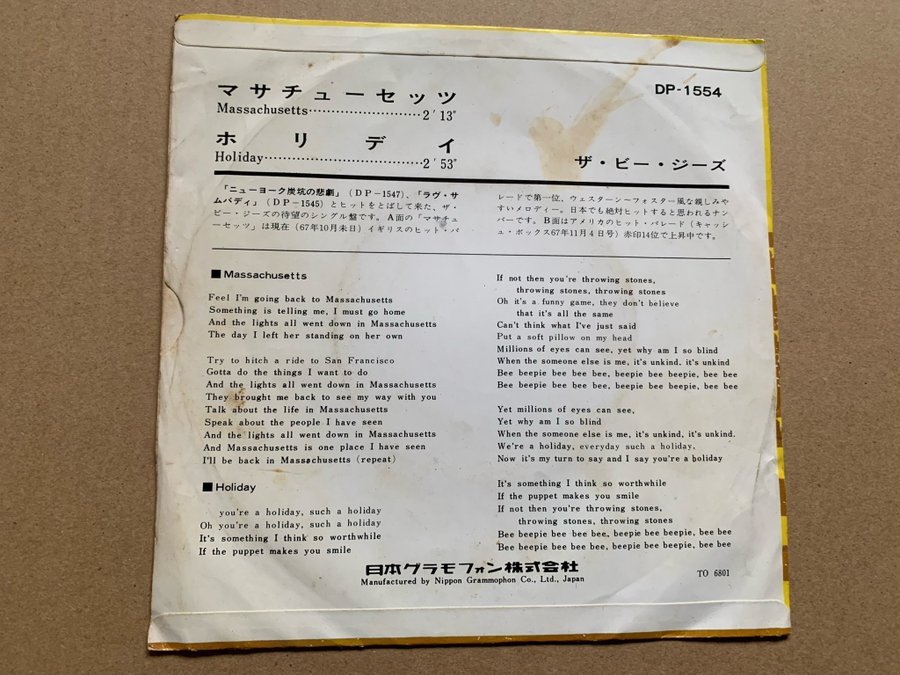 マサチューセッツ
Massachusetts························2′13″
ホリデイ
Holiday·································2′53″
DP-1554
ザ・ビー・ジーズ
「ニューヨーク炭坑の悲劇」（DP－1547）、「ラヴ・サ
ムバディ」（DP－1545）とヒットをとばして来た、ザ・
ビー・ジーズの待望のシングル盤です。A面の「マサチュ
ーセッツ」は現在（67年10月末日）イギリスのヒット・パ
レードで第一位、ウェスターン〜フォスター風な親しみや
すいメロディー。日本でも絶対ヒットすると思われるナン
バーです。B面はアメリカのヒット・パレード（キャッシ
ュ・ボックス67年11月4日号）赤印14位で上昇中です。
■ Massachusetts
Feel I'm going back to Massachusetts
Something is telling me, I must go home
And the lights all went down in Massachusetts
The day I left her standing on her own
Try to hitch a ride to San Francisco
Gotta do the things I want to do
And the lights all went down in Massachusetts
They brought me back to see my way with you
Talk about the life in Massachusetts
Speak about the people I have seen
And the lights all went down in Massachusetts
And Massachusetts is one place I have seen
I'll be back in Massachusetts (repeat)
■ Holiday
you're a holiday, such a holiday
Oh you're a holiday, such a holiday
It's something I think so worthwhile
If the puppet makes you smile
If not then you're throwing stones,
throwing stones, throwing stones
Oh it's a funny game, they don't believe
that it's all the same
Can't think what I've just said
Put a soft pillow on my head
Millions of eyes can see, yet why am I so blind
When the someone else is me, it's unkind, it's unkind
Bee beepie bee bee bee, beepie bee beepie, bee bee
Bee beepie bee bee bee, beepie bee beepie, bee bee
Yet millions of eyes can see,
Yet why am I so blind
When the someone else is me, it's unkind, it's unkind.
We're a holiday, everyday such a holiday,
Now it's my turn to say and I say you're a holiday
It's something I think so worthwhile
If the puppet makes you smile
If not then you're throwing stones,
throwing stones, throwing stones
Bee beepie bee bee bee, beepie bee beepie, bee bee
Bee beepie bee bee bee, beepie bee beepie, bee bee
日本グラモフォン株式会社
Manufactured by Nippon Grammophon Co., Ltd., Japan
TO 6801